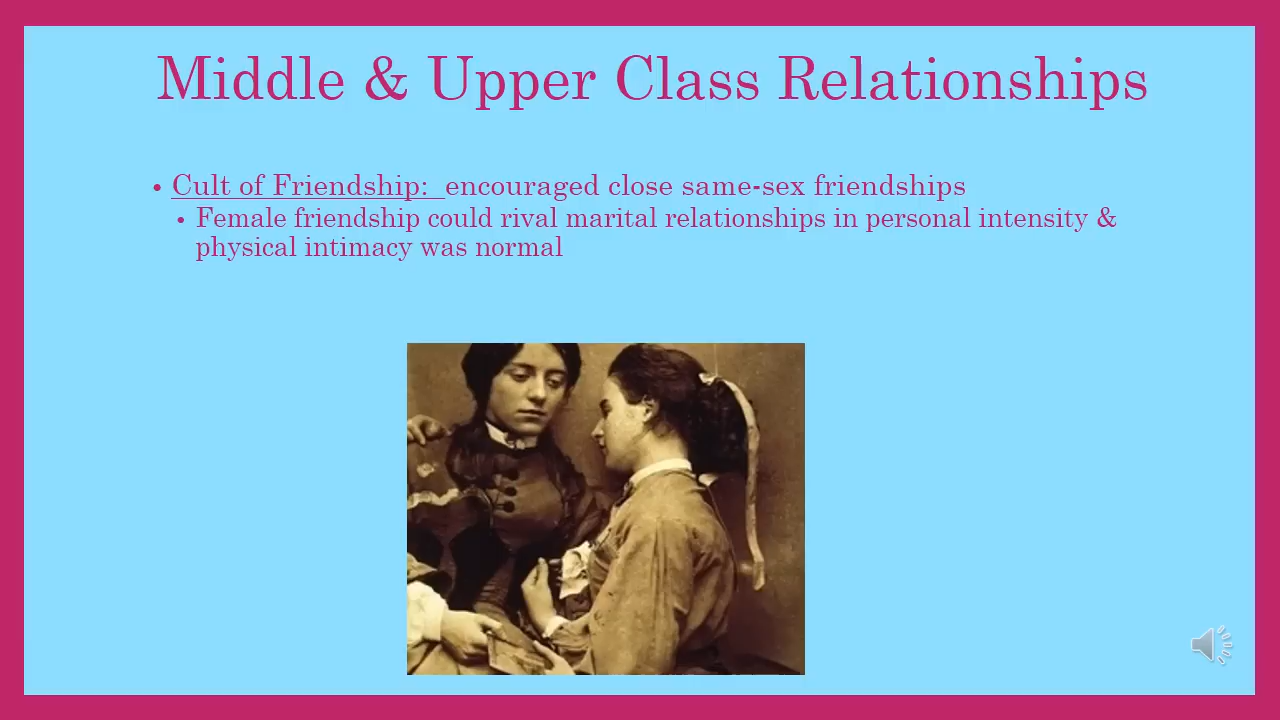 Middle & Upper Class Relationships
• Cult of Friendship: encouraged close same-sex friendships
• Female friendship could rival marital relationships in personal intensity &
physical intimacy was normal